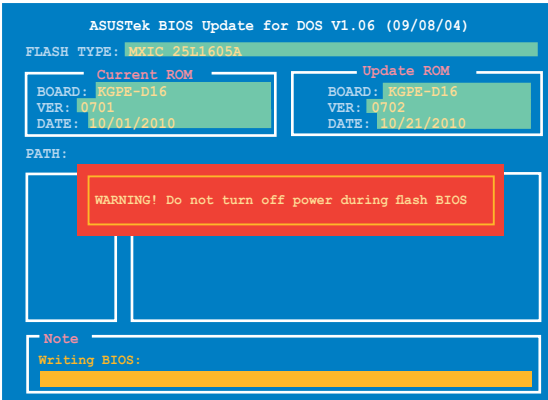 ASUSTek BIOS Update for DOS V1.06 (09/08/04)
FLASH TYPE: MXIC 25L1605A
Current ROM
BOARD: KGPE-D16
VER: 0701
DATE: 10/01/2010
Update ROM
BOARD: KGPE-D16
VER: 0702
DATE: 10/21/2010
PATH:
WARNING! Do not turn off power during flash BIOS
Note
Writing BIOS: